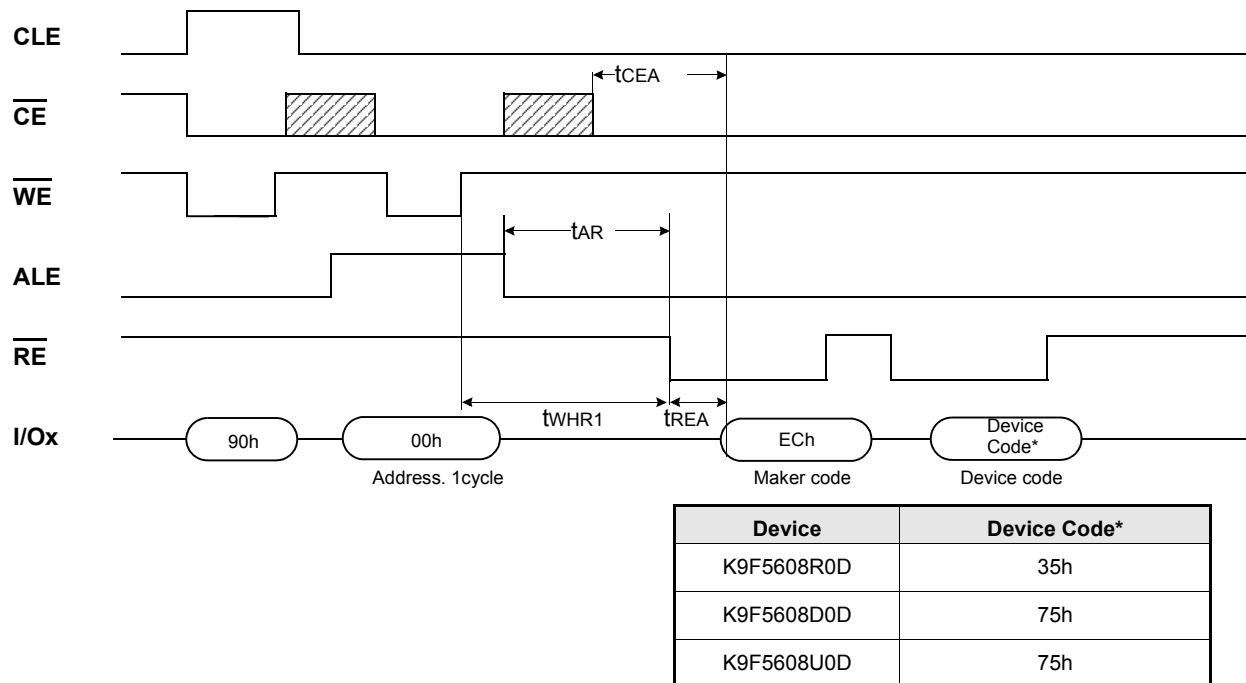 CLE
tCEA
CE
WE
tAR
ALE
RE
tWHR1 tREA
I/Ox 90h 00h ECh Device
Code*
Address. 1cycle Maker code Device code
Device Device Code*
K9F5608R0D 35h
K9F5608D0D 75h
K9F5608U0D 75h